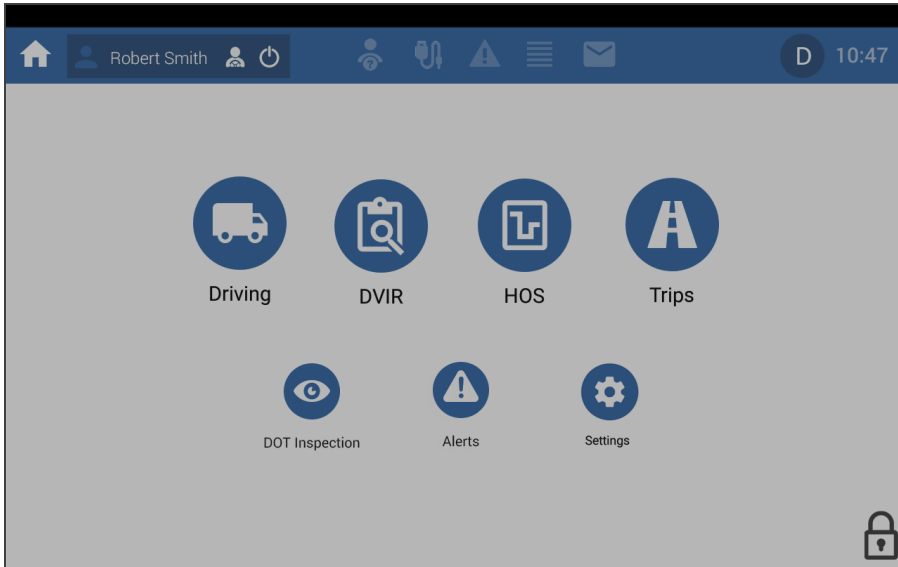 Robert Smith D 10:47
Driving DVIR HOS Trips
DOT Inspection Alerts Settings